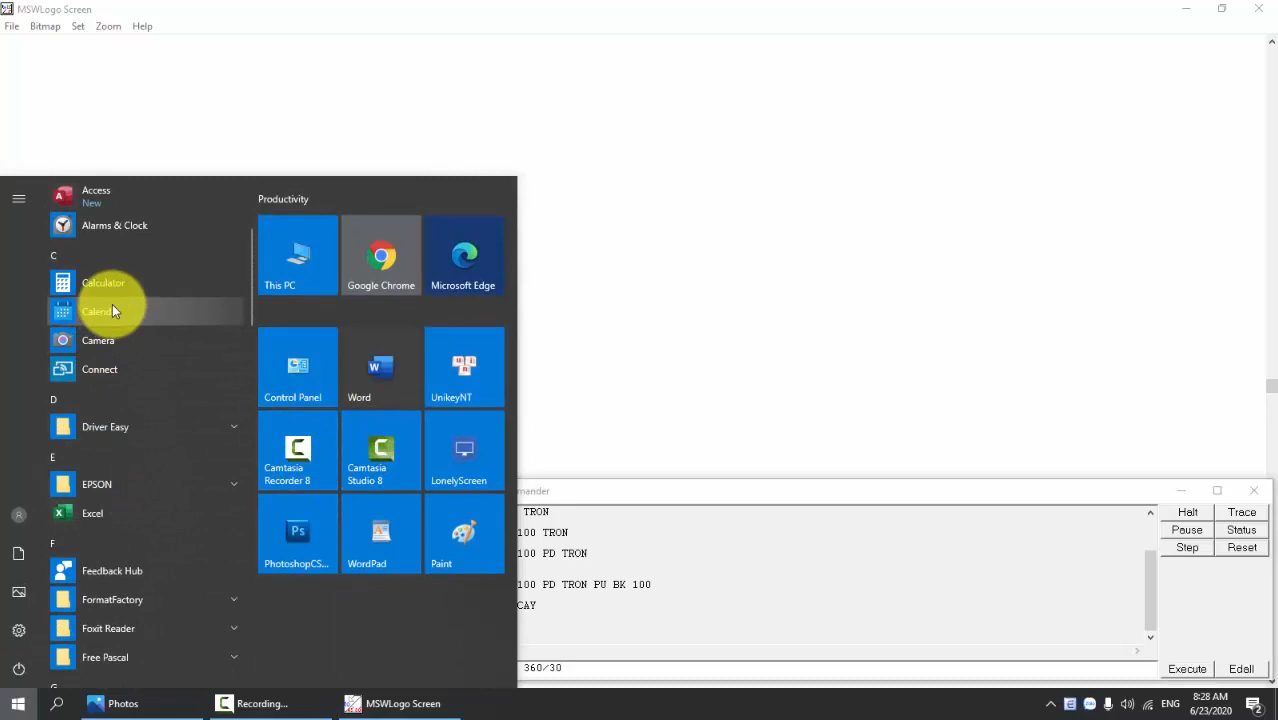 MSWLogo Screen
File Bitmap Set Zoom Help
Access
New
Alarms & Clock
C
Calculator
Calend
Camera
Connect
D
Driver Easy
E
EPSON
Excel
F
Feedback Hub
FormatFactory
Foxit Reader
Free Pascal
Productivity
This PC
Google Chrome
Microsoft Edge
Control Panel
Word
UnikeyNT
Camtasia
Recorder 8
Camtasia
Studio 8
LonelyScreen
PhotoshopCS...
WordPad
Paint
mander
TRON
100 TRON
100 PD TRON
100 PD TRON PU BK 100
CAY
360/30
Halt Trace
Pause Status
Step Reset
Execute Edall
Photos
Recording...
MSWLogo Screen
ENG
8:28 AM
6/23/2020
2